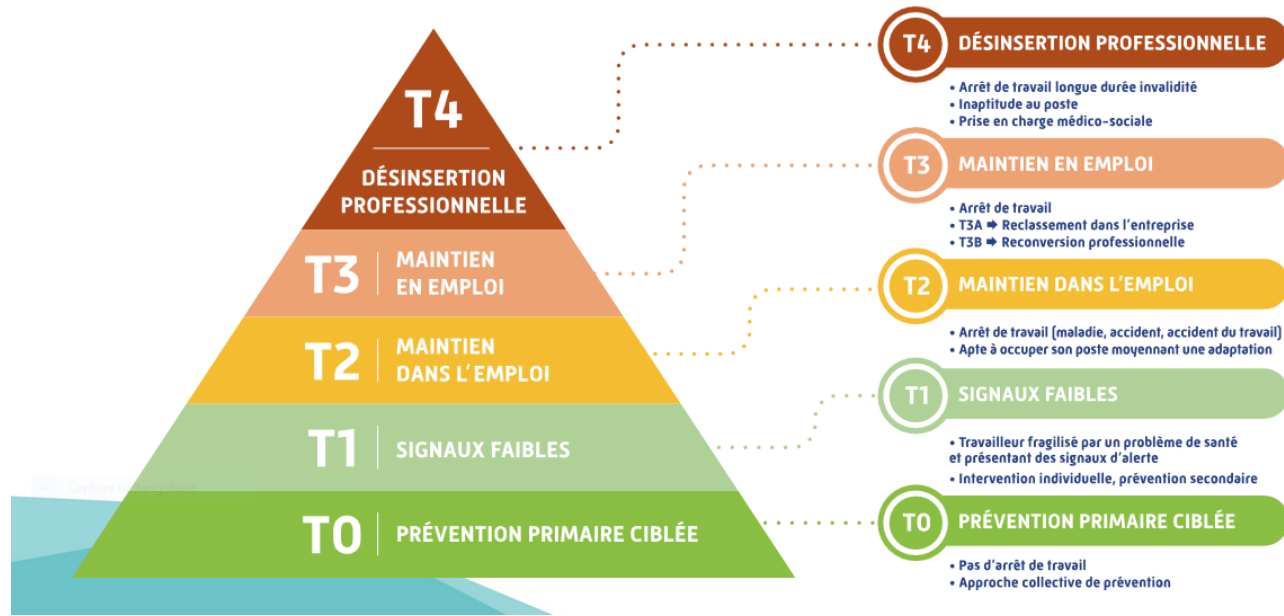 T4
DÉSINSERTION
PROFESSIONNELLE
T3
MAINTIEN
EN EMPLOI
T2
MAINTIEN
DANS L'EMPLOI
T1
SIGNAUX FAIBLES
T0
PRÉVENTION PRIMAIRE CIBLÉE
T4 DÉSINSERTION PROFESSIONNELLE
• Arrêt de travail longue durée invalidité
• Inaptitude au poste
• Prise en charge médico-sociale
T3 MAINTIEN EN EMPLOI
• Arrêt de travail
• T3A ➡ Reclassement dans l'entreprise
• T3B ➡ Reconversion professionnelle
T2 MAINTIEN DANS L'EMPLOI
• Arrêt de travail (maladie, accident, accident du travail)
• Apte à occuper son poste moyennant une adaptation
T1 SIGNAUX FAIBLES
• Travailleur fragilisé par un problème de santé
et présentant des signaux d'alerte
• Intervention individuelle, prévention secondaire
T0 PRÉVENTION PRIMAIRE CIBLÉE
• Pas d'arrêt de travail
• Approche collective de prévention